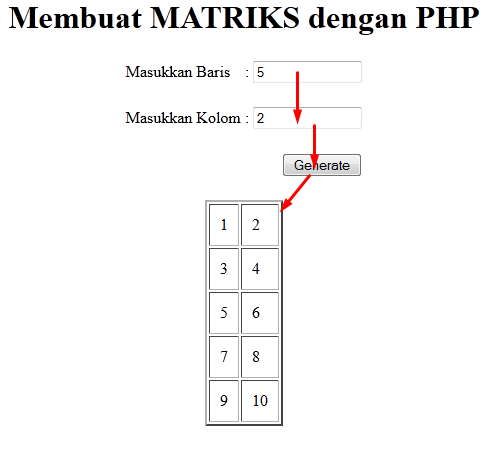 Membuat MATRIKS dengan PHP
Masukkan Baris : 5
Masukkan Kolom : 2
Generate
1 2
3 4
5 6
7 8
9 10